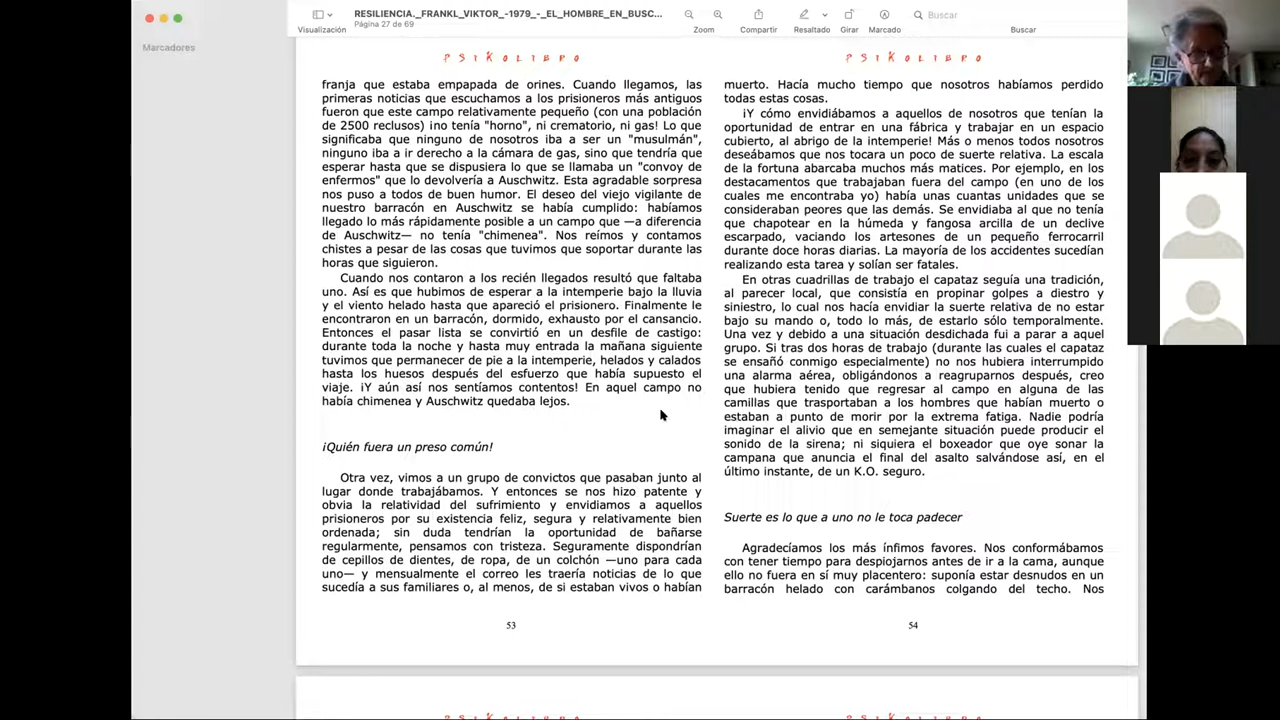 RESILIENCIA._FRANKL_VIKTOR_-1979_-_EL_HOMBRE_EN_BUSC...
Página 27 de 69
Visualización
Zoom
Compartir
Resaltado
Girar
Marcado
Buscar
Buscar
Marcadores
PSIKOLIBRO
PSIKOLIBRO
franja que estaba empapada de orines. Cuando llegamos, las
primeras noticias que escuchamos a los prisioneros más antiguos
fueron que este campo relativamente pequeño (con una población
de 2500 reclusos) ¡no tenía "horno", ni crematorio, ni gas! Lo que
significaba que ninguno de nosotros iba a ser un "musulmán",
ninguno iba a ir derecho a la cámara de gas, sino que tendría que
esperar hasta que se dispusiera lo que se llamaba un "convoy de
enfermos" que lo devolvería a Auschwitz. Esta agradable sorpresa
nos puso a todos de buen humor. El deseo del viejo vigilante de
nuestro barracón en Auschwitz se había cumplido: habíamos
llegado lo más rápidamente posible a un campo que —a diferencia
de Auschwitz— no tenía "chimenea". Nos reímos y contamos
chistes a pesar de las cosas que tuvimos que soportar durante las
horas que siguieron.
Cuando nos contaron a los recién llegados resultó que faltaba
uno. Así es que hubimos de esperar a la intemperie bajo la lluvia
y el viento helado hasta que apareció el prisionero. Finalmente le
encontraron en un barracón, dormido, exhausto por el cansancio.
Entonces el pasar lista se convirtió en un desfile de castigo:
durante toda la noche y hasta muy entrada la mañana siguiente
tuvimos que permanecer de pie a la intemperie, helados y calados
hasta los huesos después del esfuerzo que había supuesto el
viaje. ¡Y aún así nos sentíamos contentos! En aquel campo no
había chimenea y Auschwitz quedaba lejos.
¡Quién fuera un preso común!
Otra vez, vimos a un grupo de convictos que pasaban junto al
lugar donde trabajábamos. Y entonces se nos hizo patente y
obvia la relatividad del sufrimiento y envidiamos a aquellos
prisioneros por su existencia feliz, segura y relativamente bien
ordenada; sin duda tendrían la oportunidad de bañarse
regularmente, pensamos con tristeza. Seguramente dispondrían
de cepillos de dientes, de ropa, de un colchón —uno para cada
uno— y mensualmente el correo les traería noticias de lo que
sucedía a sus familiares o, al menos, de si estaban vivos o habían
53
muerto. Hacía mucho tiempo que nosotros habíamos perdido
todas estas cosas.
¡Y cómo envidiábamos a aquellos de nosotros que tenían la
oportunidad de entrar en una fábrica y trabajar en un espacio
cubierto, al abrigo de la intemperie! Más o menos todos nosotros
deseábamos que nos tocara un poco de suerte relativa. La escala
de la fortuna abarcaba muchos más matices. Por ejemplo, en los
destacamentos que trabajaban fuera del campo (en uno de los
cuales me encontraba yo) había unas cuantas unidades que se
consideraban peores que las demás. Se envidiaba al que no tenía
que chapotear en la húmeda y fangosa arcilla de un declive
escarpado, vaciando los artesones de un pequeño ferrocarril
durante doce horas diarias. La mayoría de los accidentes sucedían
realizando esta tarea y solían ser fatales.
En otras cuadrillas de trabajo el capataz seguía una tradición,
al parecer local, que consistía en propinar golpes a diestro y
siniestro, lo cual nos hacía envidiar la suerte relativa de no estar
bajo su mando o, todo lo más, de estarlo sólo temporalmente.
Una vez y debido a una situación desdichada fui a parar a aquel
grupo. Si tras dos horas de trabajo (durante las cuales el capataz
se ensañó conmigo especialmente) no nos hubiera interrumpido
una alarma aérea, obligándonos a reagruparnos después, creo
que hubiera tenido que regresar al campo en alguna de las
camillas que trasportaban a los hombres que habían muerto o
estaban a punto de morir por la extrema fatiga. Nadie podría
imaginar el alivio que en semejante situación puede producir el
sonido de la sirena; ni siquiera el boxeador que oye sonar la
campana que anuncia el final del asalto salvándose así, en el
último instante, de un K.O. seguro.
Suerte es lo que a uno no le toca padecer
Agradecíamos los más ínfimos favores. Nos conformábamos
con tener tiempo para despiojarnos antes de ir a la cama, aunque
ello no fuera en sí muy placentero: suponía estar desnudos en un
barracón helado con carámbanos colgando del techo. Nos
54